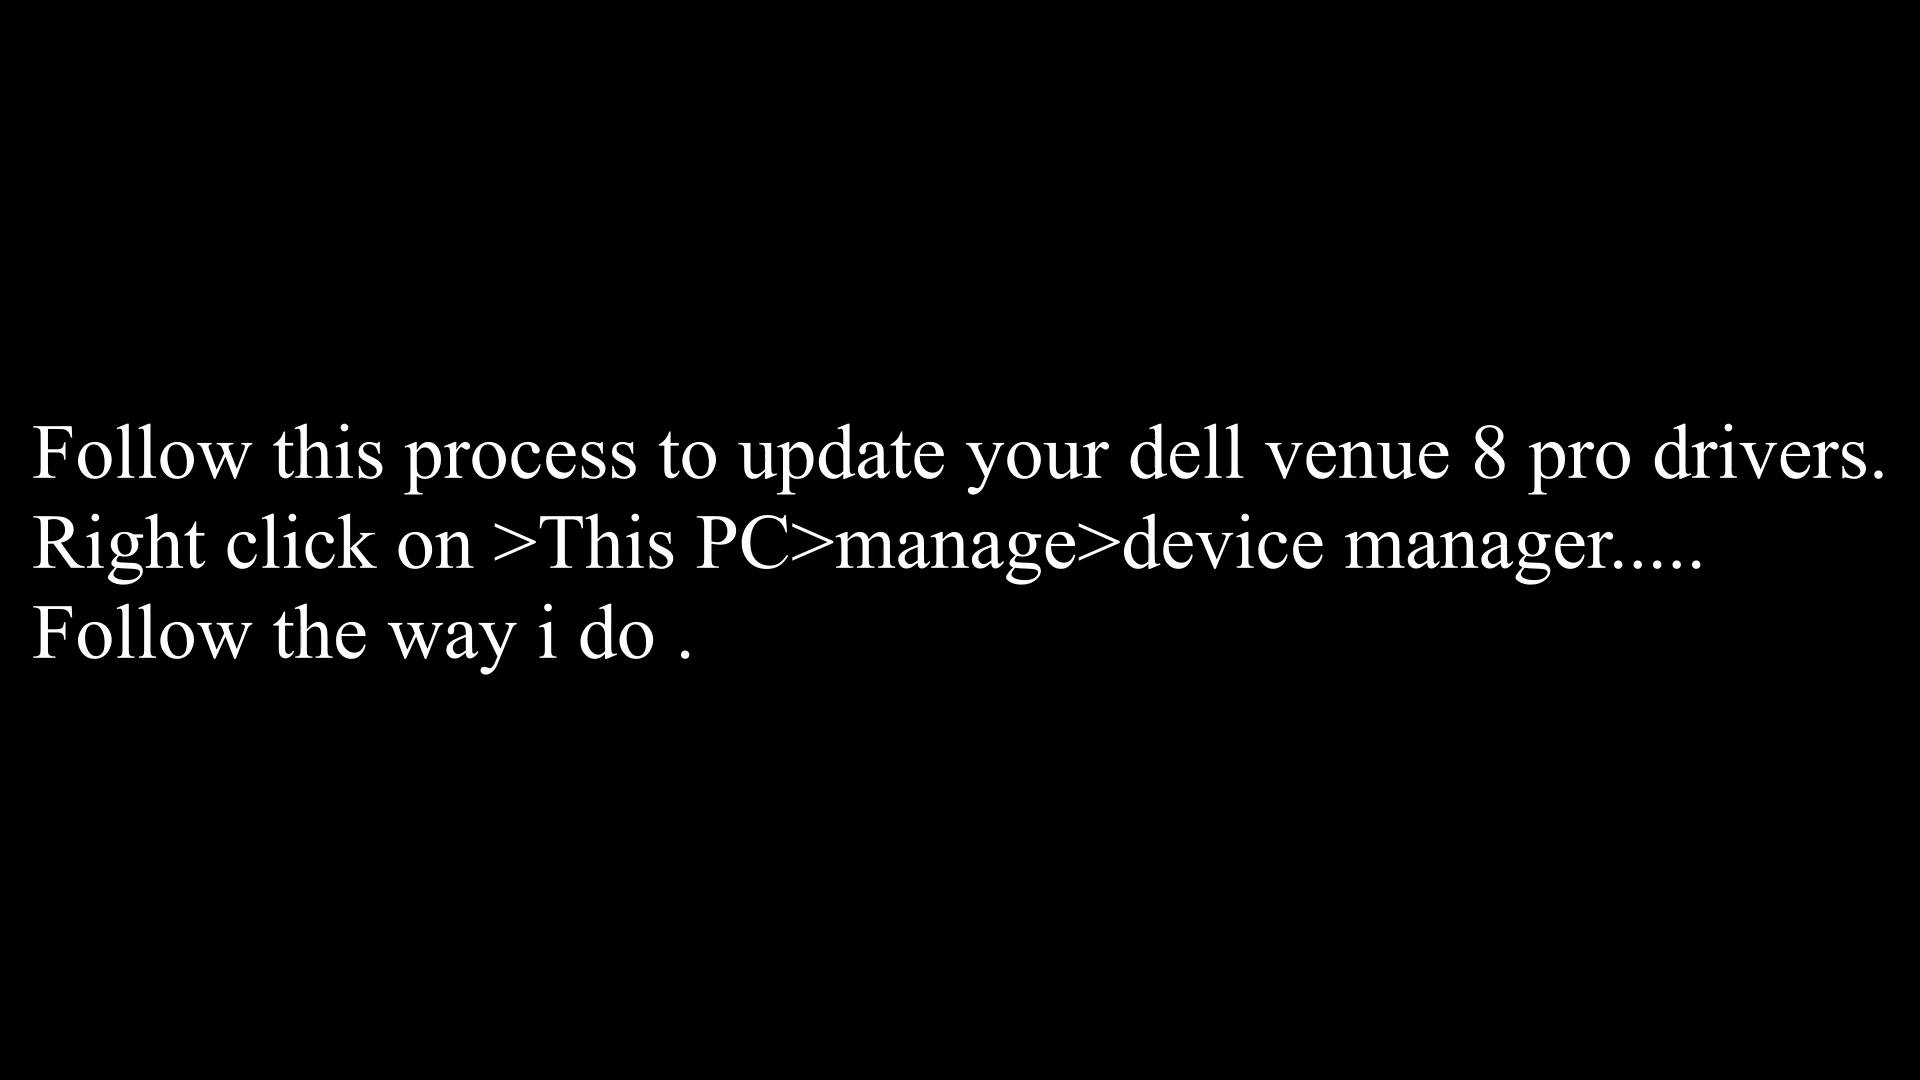 Follow this process to update your dell venue 8 pro drivers.
Right click on >This PC>manage>device manager.....
Follow the way i do .